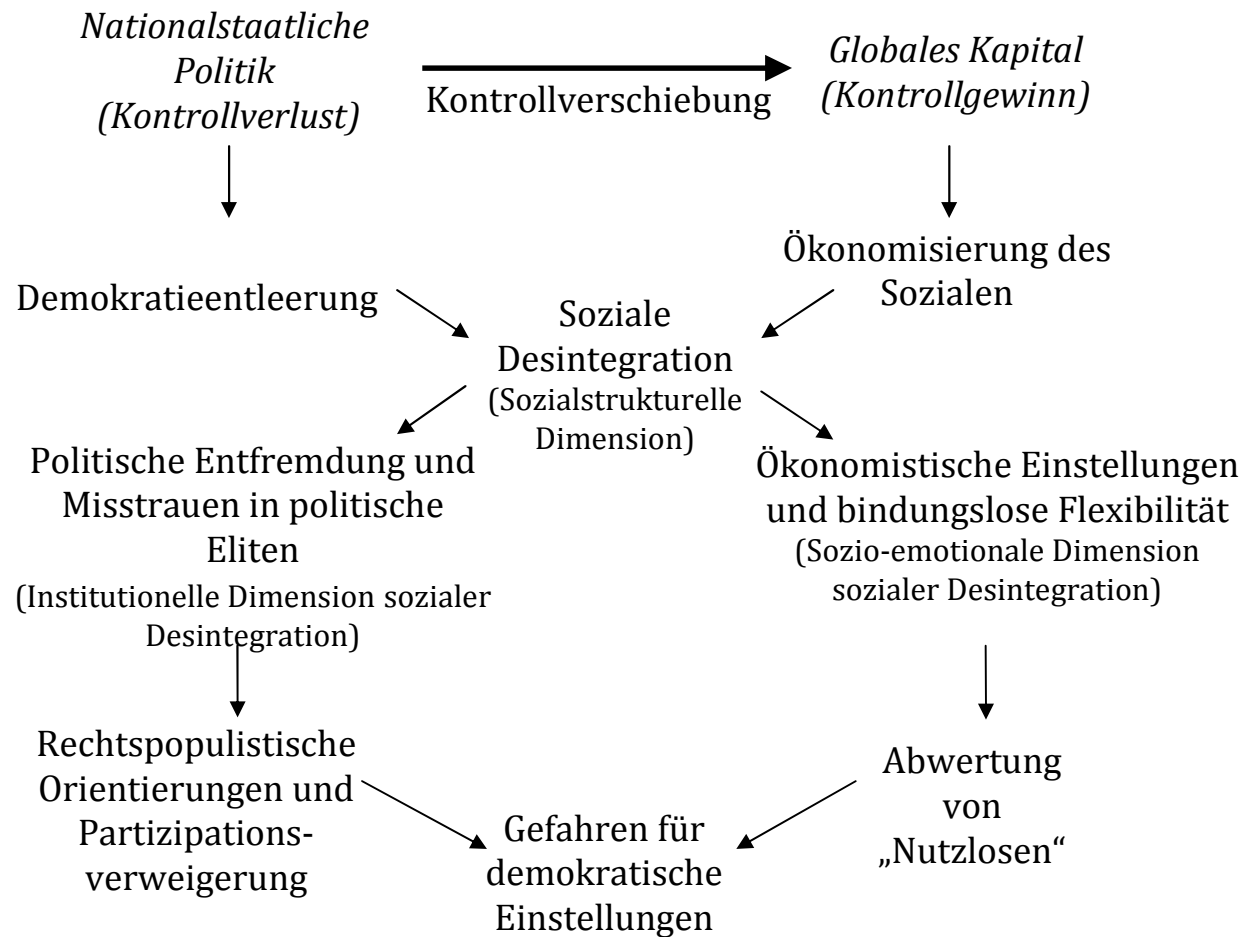 Nationalstaatliche
Politik
(Kontrollverlust)
Kontrollverschiebung
Globales Kapital
(Kontrollgewinn)
Demokratieentleerung
Ökonomisierung des
Sozialen
Soziale
Desintegration
(Sozialstrukturelle
Dimension)
Politische Entfremdung und
Misstrauen in politische
Eliten
(Institutionelle Dimension sozialer
Desintegration)
Ökonomistische Einstellungen
und bindungslose Flexibilität
(Sozio-emotionale Dimension
sozialer Desintegration)
Rechtspopulistische
Orientierungen und
Partizipations-
verweigerung
Abwertung
von
„Nutzlosen“
Gefahren für
demokratische
Einstellungen